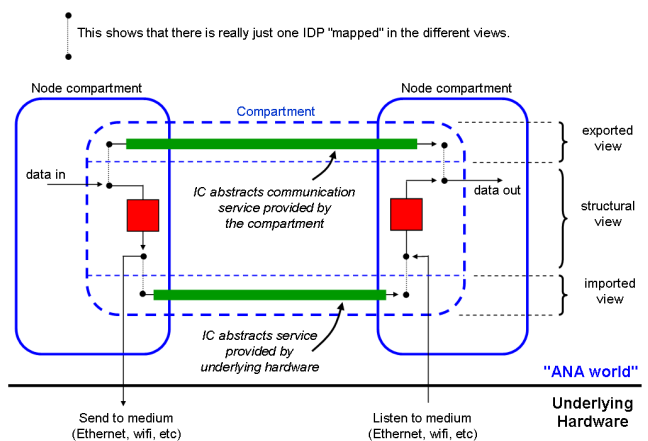 This shows that there is really just one IDP "mapped" in the different views.
Node compartment
Node compartment
Compartment
exported
view
data in
IC abstracts communication
service provided by
the compartment
data out
structural
view
imported
view
IC abstracts service
provided by
underlying hardware
"ANA world"
Underlying
Hardware
Send to medium
(Ethernet, wifi, etc)
Listen to medium
(Ethernet, wifi, etc)